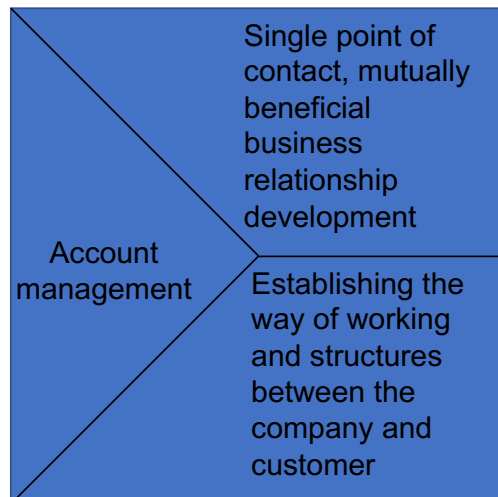 Single point of
contact, mutually
beneficial
business
relationship
development
Account
management
Establishing the
way of working
and structures
between the
company and
customer